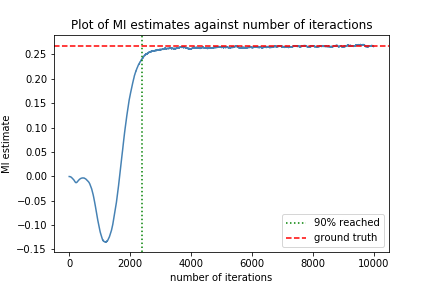 Plot of MI estimates against number of iteractions
MI estimate
0.25
0.20
0.15
0.10
0.05
0.00
−0.05
−0.10
−0.15
0 2000 4000 6000 8000 10000
number of iterations
90% reached
ground truth